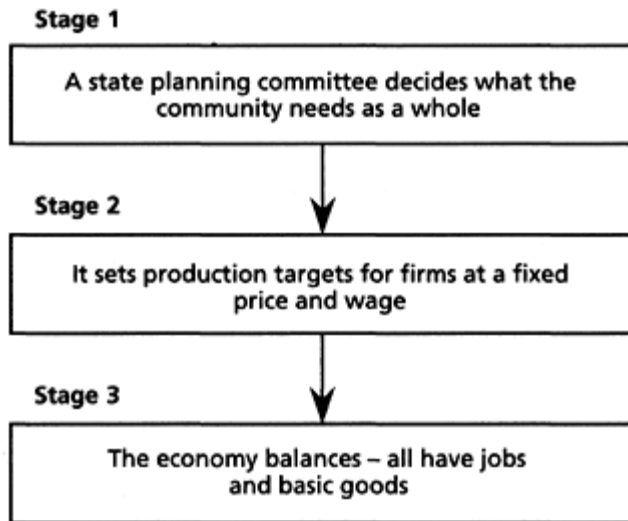 Stage 1
A state planning committee decides what the
community needs as a whole
Stage 2
It sets production targets for firms at a fixed
price and wage
Stage 3
The economy balances – all have jobs
and basic goods